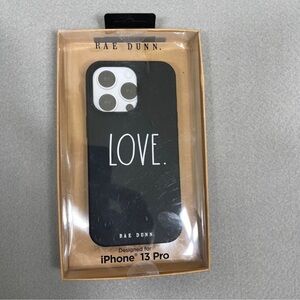 RAE DUNN.
LOVE.
RAE DUNN.
Designed for
iPhone® 13 Pro